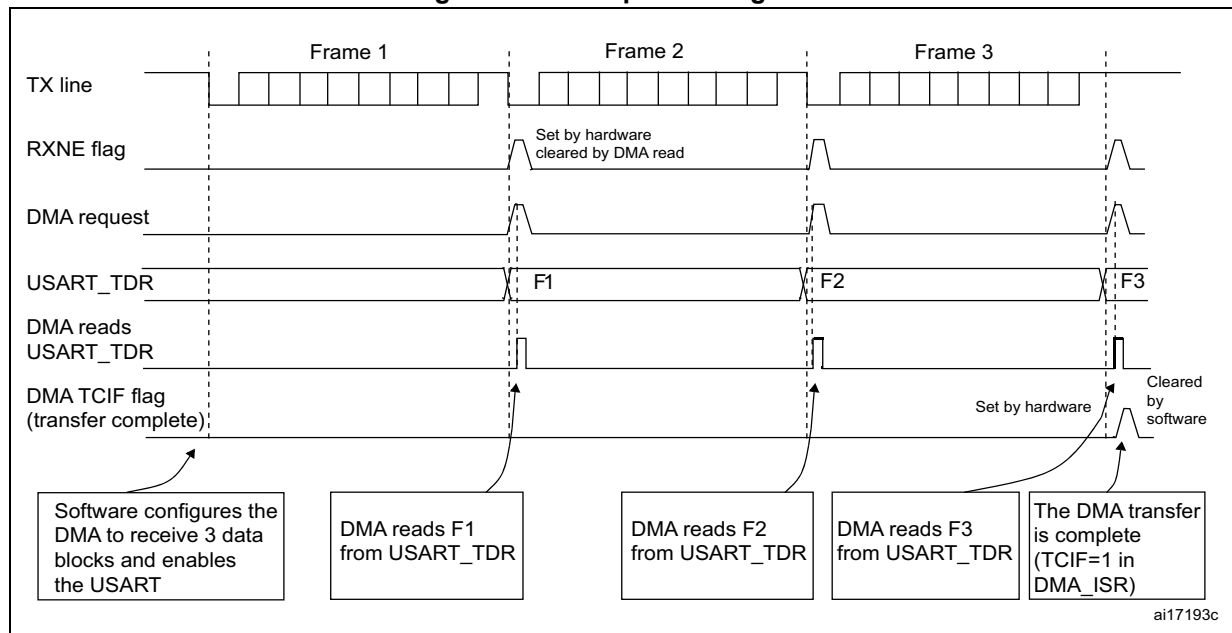 Frame 1 Frame 2 Frame 3
TX line
RXNE flag
Set by hardware
cleared by DMA read
DMA request
USART_TDR
F1 F2 F3
DMA reads
USART_TDR
DMA TCIF flag
(transfer complete)
Set by hardware
Cleared
by
software
Software configures the
DMA to receive 3 data
blocks and enables
the USART
DMA reads F1
from USART_TDR
DMA reads F2
from USART_TDR
DMA reads F3
from USART_TDR
The DMA transfer
is complete
(TCIF=1 in
DMA_ISR)
ai17193c